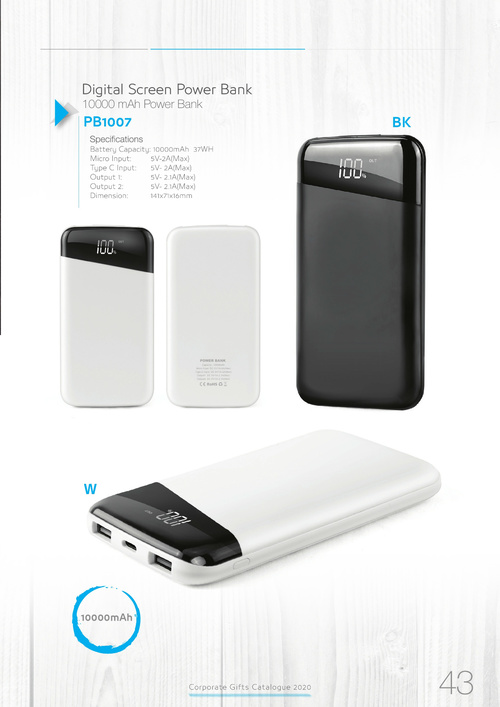 Digital Screen Power Bank
10000 mAh Power Bank
PB1007
BK
Specifications
Battery Capacity: 10000mAh 37WH
Micro Input: 5V-2A(Max)
Type C Input: 5V- 2A(Max)
Output 1: 5V- 2.1A(Max)
Output 2: 5V- 2.1A(Max)
Dimension: 141x71x16mm
100%
100%
POWER BANK
W
100%
10000mAh
Corporate Gifts Catalogue 2020
43